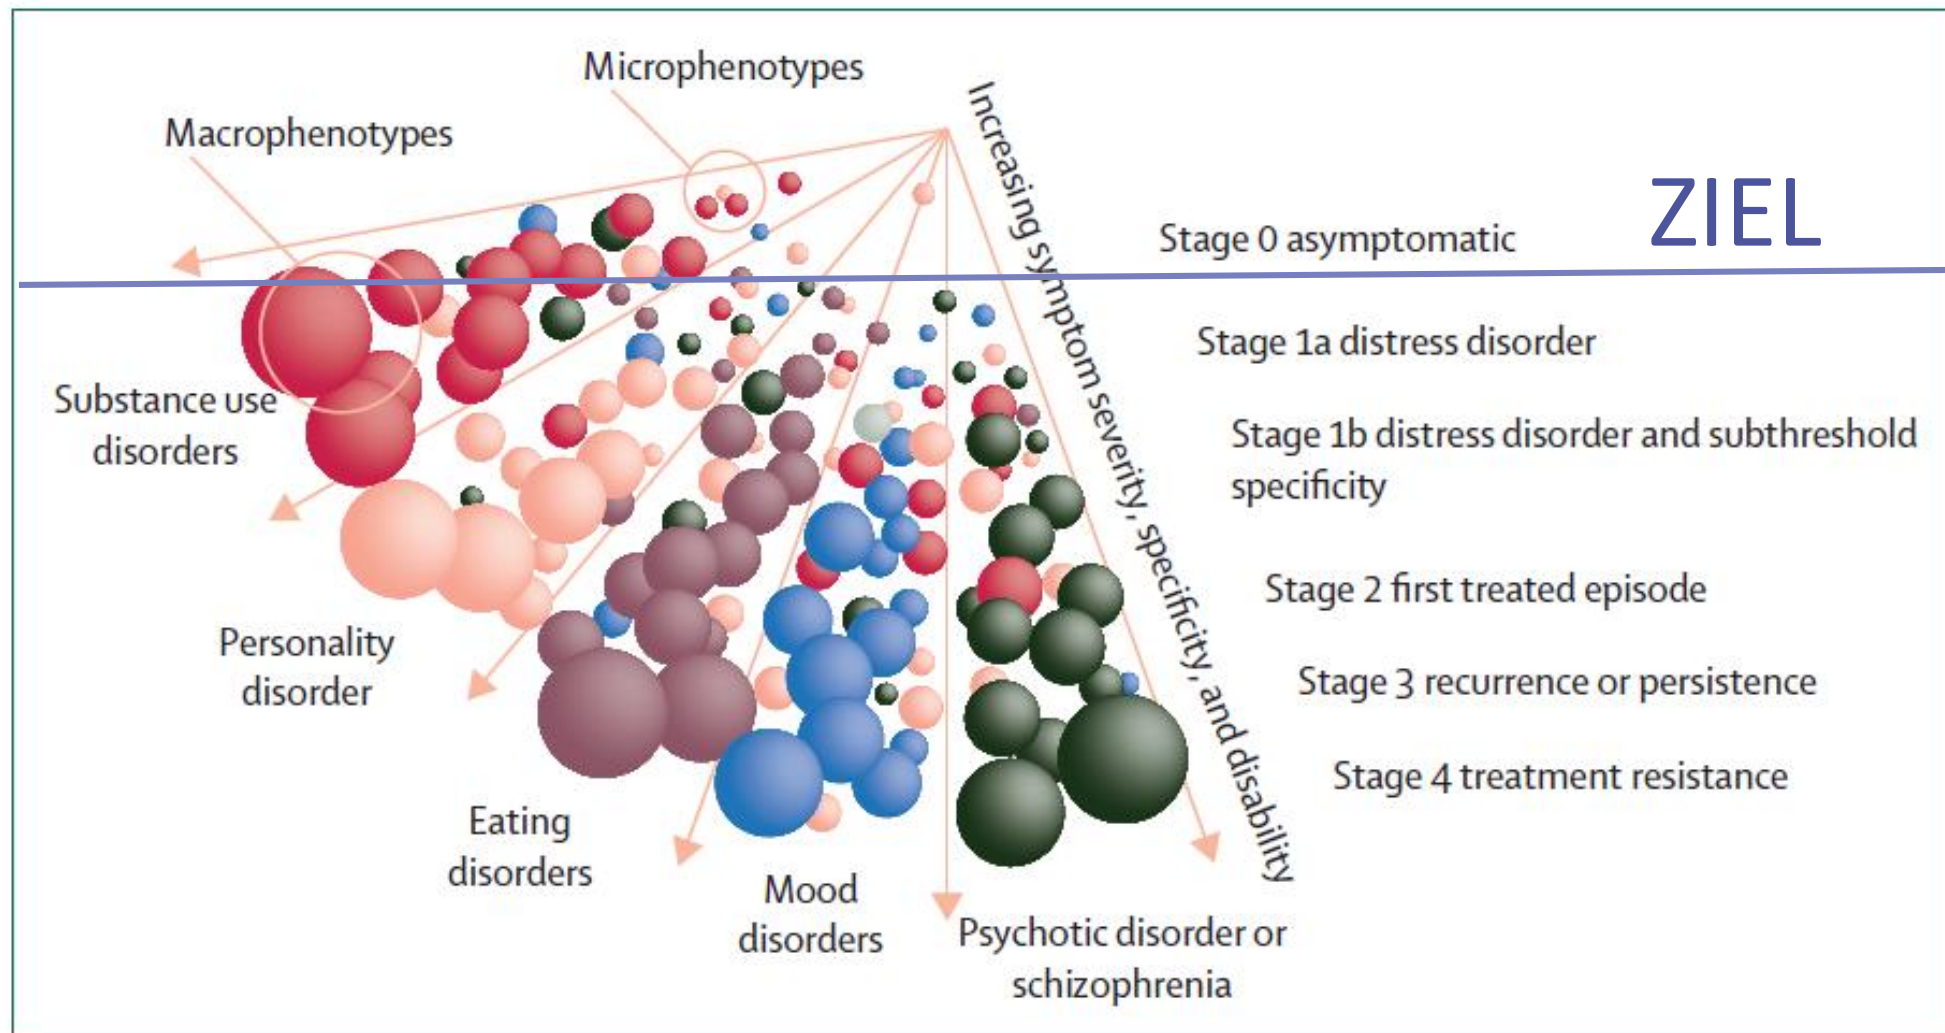 Microphenotypes
Macrophenotypes
Increasing symptom severity, specificity, and disability
ZIEL
Stage 0 asymptomatic
Stage 1a distress disorder
Stage 1b distress disorder and subthreshold
specificity
Stage 2 first treated episode
Stage 3 recurrence or persistence
Stage 4 treatment resistance
Substance use
disorders
Personality
disorder
Eating
disorders
Mood
disorders
Psychotic disorder or
schizophrenia